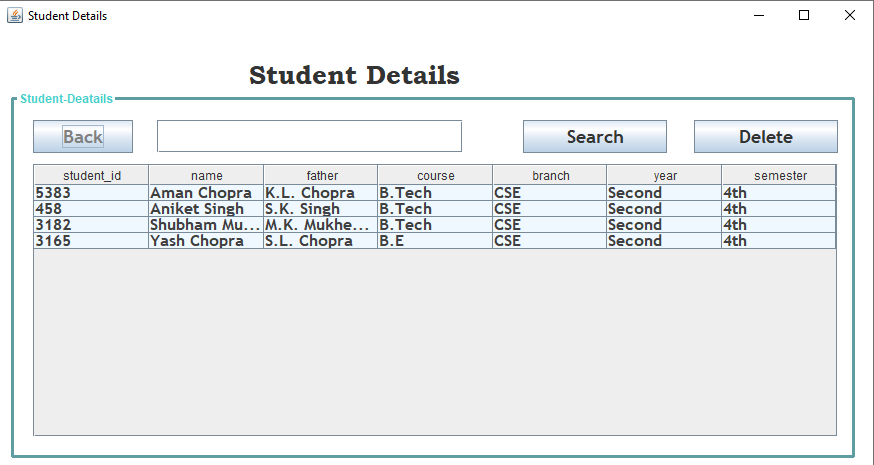 Student Details
Student Details
Student-Deatails
Back Search Delete
student_id name father course branch year semester
5383 Aman Chopra K.L. Chopra B.Tech CSE Second 4th
458 Aniket Singh S.K. Singh B.Tech CSE Second 4th
3182 Shubham Mu... M.K. Mukhe... B.Tech CSE Second 4th
3165 Yash Chopra S.L. Chopra B.E CSE Second 4th